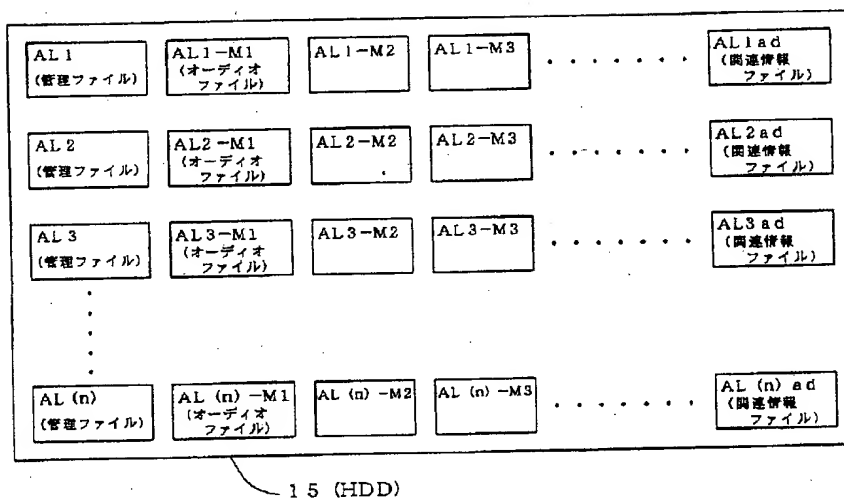 AL1
(管理ファイル)
AL1-M1
(オーディオ
ファイル)
AL1-M2
AL1-M3
AL1ad
(関連情報
ファイル)
AL2
(管理ファイル)
AL2-M1
(オーディオ
ファイル)
AL2-M2
AL2-M3
AL2ad
(関連情報
ファイル)
AL3
(管理ファイル)
AL3-M1
(オーディオ
ファイル)
AL3-M2
AL3-M3
AL3ad
(関連情報
ファイル)
AL (n)
(管理ファイル)
AL (n) -M1
(オーディオ
ファイル)
AL (n) -M2
AL (n) -M3
AL (n) ad
(関連情報
ファイル)
15 (HDD)